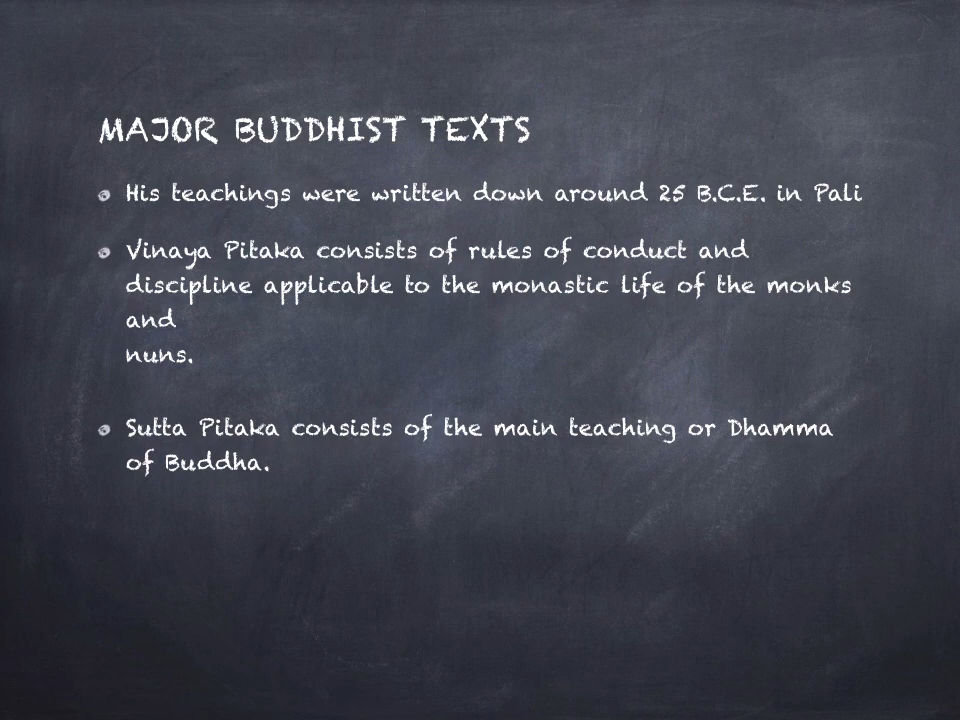 MAJOR BUDDHIST TEXTS
His teachings were written down around 25 B.C.E. in Pali
Vinaya Pitaka consists of rules of conduct and
discipline applicable to the monastic life of the monks
and
nuns.
Sutta Pitaka consists of the main teaching or Dhamma
of Buddha.